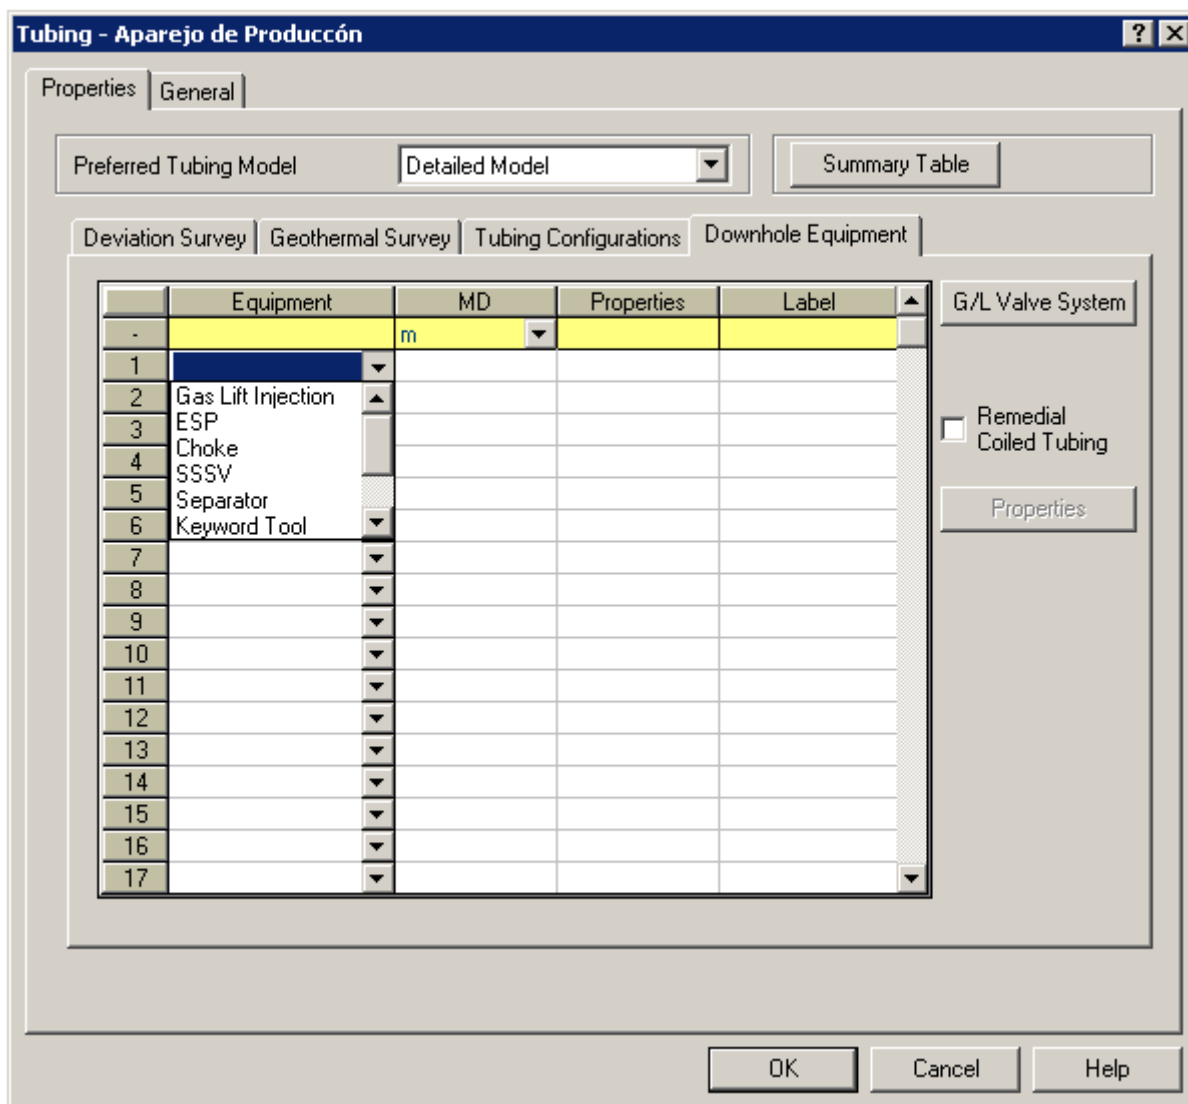 Tubing - Aparejo de Produccón
Properties General
Preferred Tubing Model Detailed Model Summary Table
Deviation Survey Geothermal Survey Tubing Configurations Downhole Equipment
Equipment MD Properties Label G/L Valve System
- m
1
2 Gas Lift Injection
3 ESP
Choke
4 SSSV
5 Separator
6 Keyword Tool
Remedial
Coiled Tubing
Properties
7
8
9
10
11
12
13
14
15
16
17
OK Cancel Help